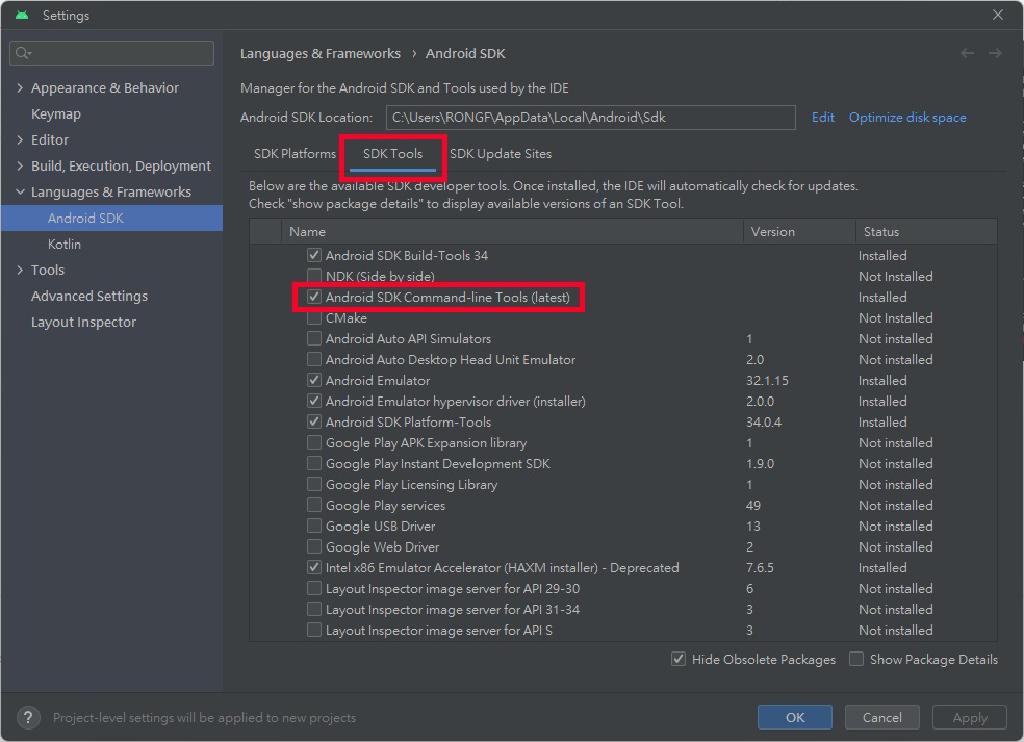 Settings
Languages & Frameworks › Android SDK
Appearance & Behavior
Keymap
Editor
Build, Execution, Deployment
Languages & Frameworks
Android SDK
Kotlin
Tools
Advanced Settings
Layout Inspector
Manager for the Android SDK and Tools used by the IDE
Android SDK Location: C:\Users\RONGF\AppData\Local\Android\Sdk Edit Optimize disk space
SDK Platforms SDK Tools SDK Update Sites
Below are the available SDK developer tools. Once installed, the IDE will automatically check for updates.
Check "show package details" to display available versions of an SDK Tool.
Name Version Status
Android SDK Build-Tools 34 Installed
NDK (Side by side) Not Installed
Android SDK Command-line Tools (latest) Installed
CMake Not Installed
Android Auto API Simulators 1 Not installed
Android Auto Desktop Head Unit Emulator 2.0 Not installed
Android Emulator 32.1.15 Installed
Android Emulator hypervisor driver (installer) 2.0.0 Installed
Android SDK Platform-Tools 34.0.4 Installed
Google Play APK Expansion library 1 Not installed
Google Play Instant Development SDK 1.9.0 Not installed
Google Play Licensing Library 1 Not installed
Google Play services 49 Not installed
Google USB Driver 13 Not installed
Google Web Driver 2 Not installed
Intel x86 Emulator Accelerator (HAXM installer) - Deprecated 7.6.5 Installed
Layout Inspector image server for API 29-30 6 Not installed
Layout Inspector image server for API 31-34 3 Not installed
Layout Inspector image server for API S 3 Not installed
Hide Obsolete Packages Show Package Details
? Project-level settings will be applied to new projects
OK Cancel Apply